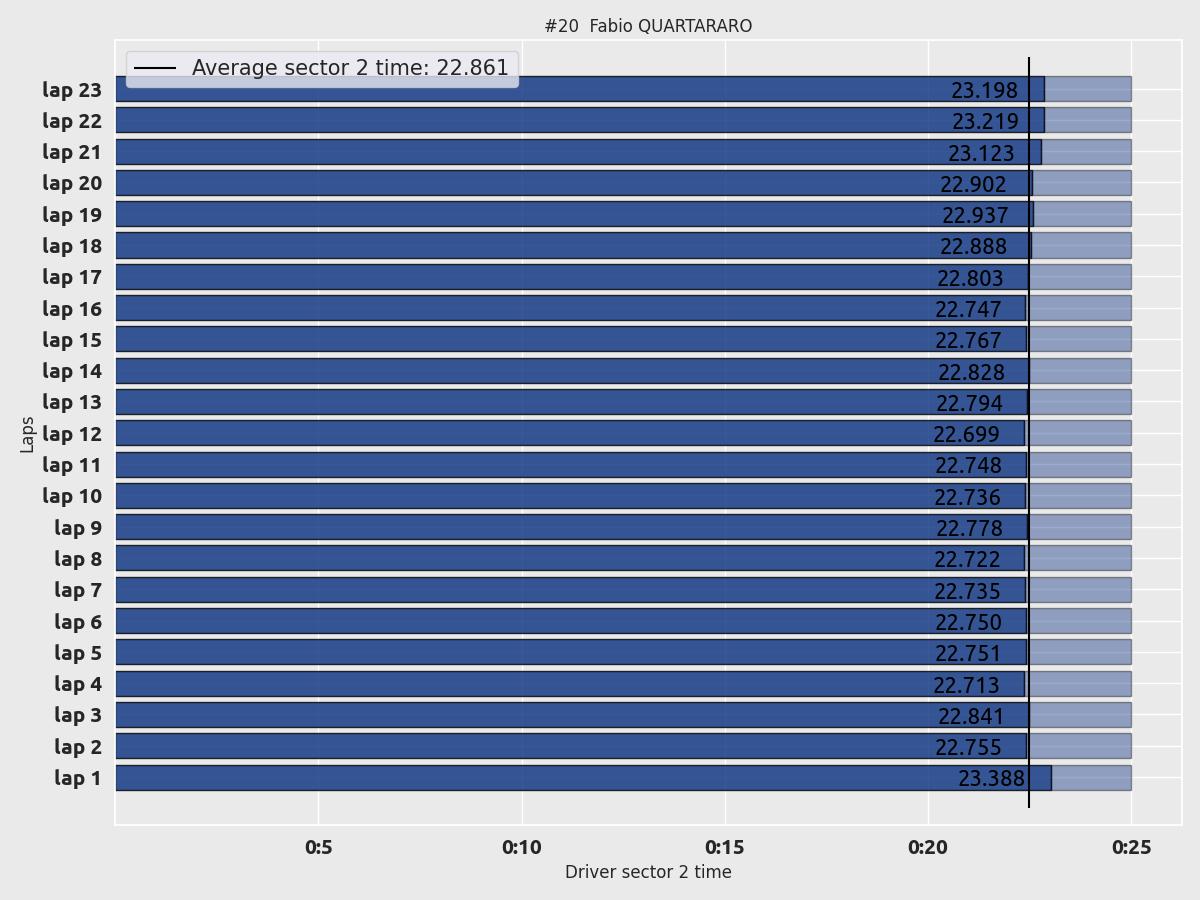 #20 Fabio QUARTARARO
Average sector 2 time: 22.861
lap 23 23.198
lap 22 23.219
lap 21 23.123
lap 20 22.902
lap 19 22.937
lap 18 22.888
lap 17 22.803
lap 16 22.747
lap 15 22.767
lap 14 22.828
lap 13 22.794
lap 12 22.699
lap 11 22.748
lap 10 22.736
lap 9 22.778
lap 8 22.722
lap 7 22.735
lap 6 22.750
lap 5 22.751
lap 4 22.713
lap 3 22.841
lap 2 22.755
lap 1 23.388
Laps
0:5 0:10 0:15 0:20 0:25
Driver sector 2 time